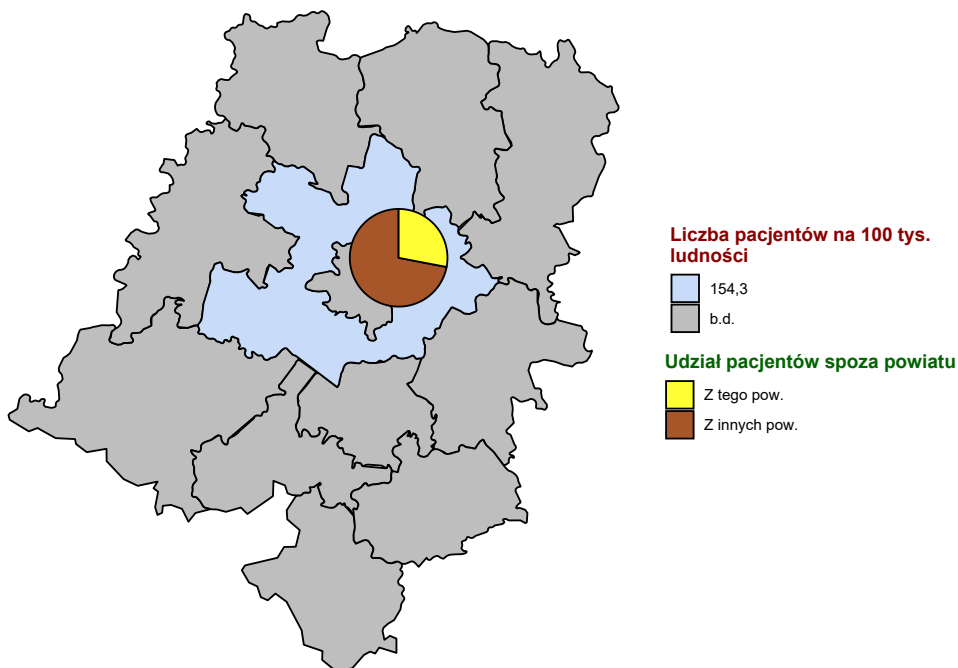 Liczba pacjentów na 100 tys.
ludności
154,3
b.d.
Udział pacjentów spoza powiatu
Z tego pow.
Z innych pow.